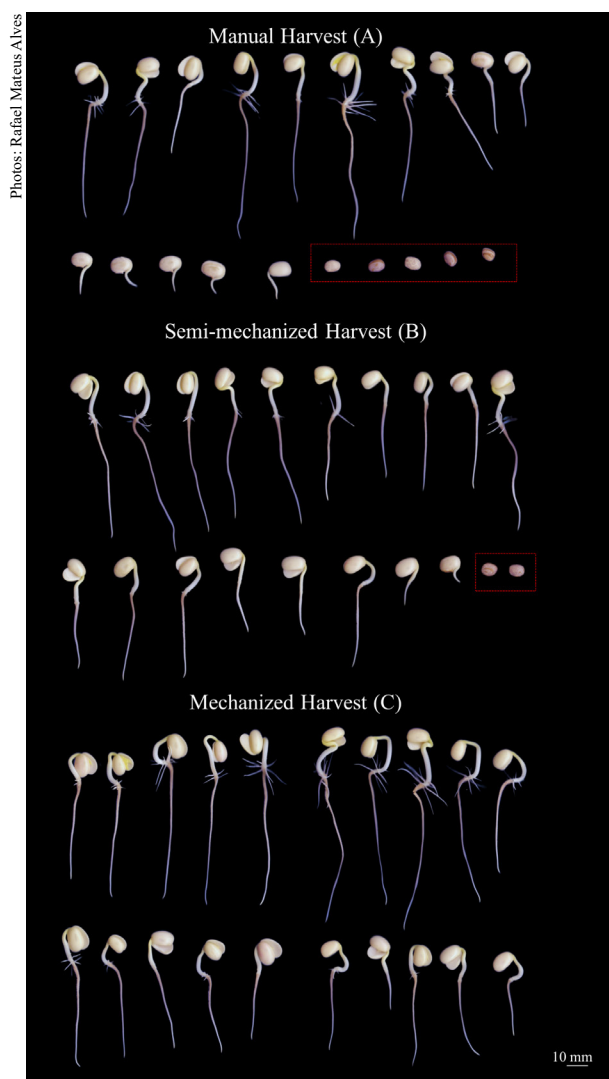 Photos: Rafael Mateus Alves
Manual Harvest (A)
Semi-mechanized Harvest (B)
Mechanized Harvest (C)
10 mm